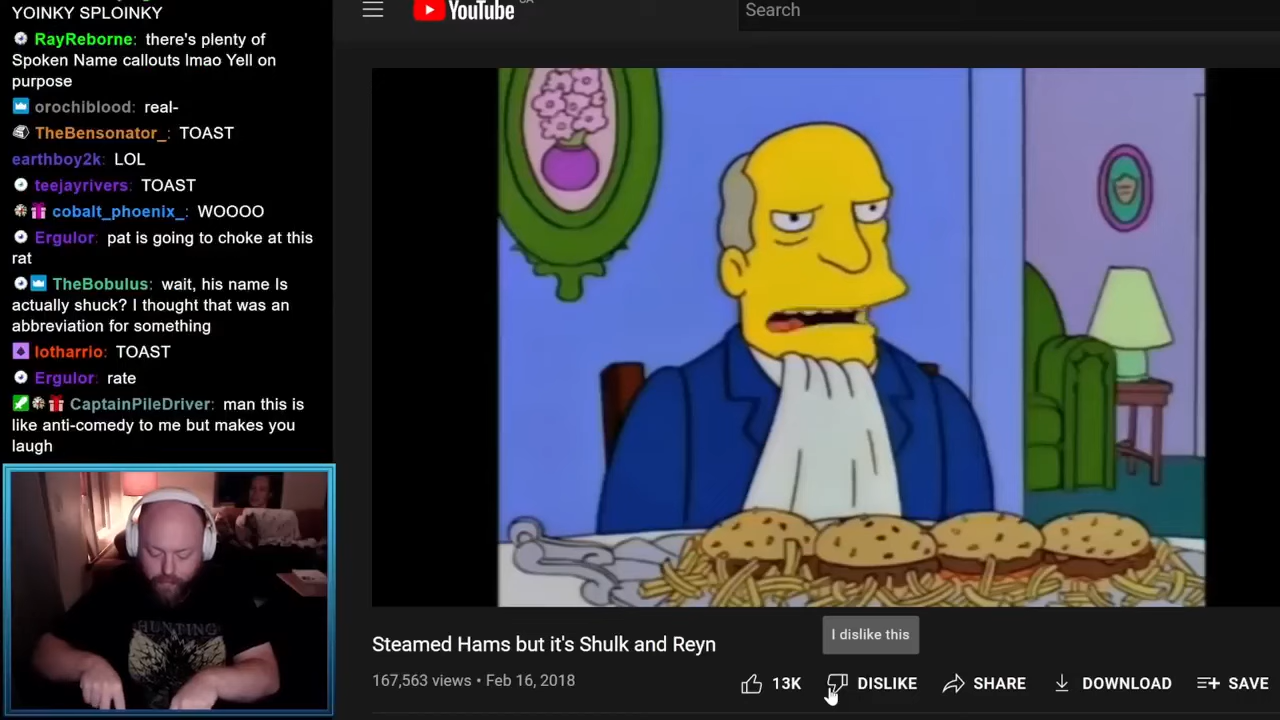 YOINKY SPLOINKY
RayReborne: there's plenty of
Spoken Name callouts lmao Yell on
purpose
orochiblood: real-
TheBensonator_: TOAST
earthboy2k: LOL
teejayrivers: TOAST
cobalt_phoenix_: WOOOO
Ergulor: pat is going to choke at this
rat
TheBobulus: wait, his name Is
actually shuck? I thought that was an
abbreviation for something
lotharrio: TOAST
Ergulor: rate
CaptainPileDriver: man this is
like anti-comedy to me but makes you
laugh
HUNTING
YouTube
Search
I dislike this
Steamed Hams but it's Shulk and Reyn
167,563 views • Feb 16, 2018
13K DISLIKE SHARE DOWNLOAD SAVE